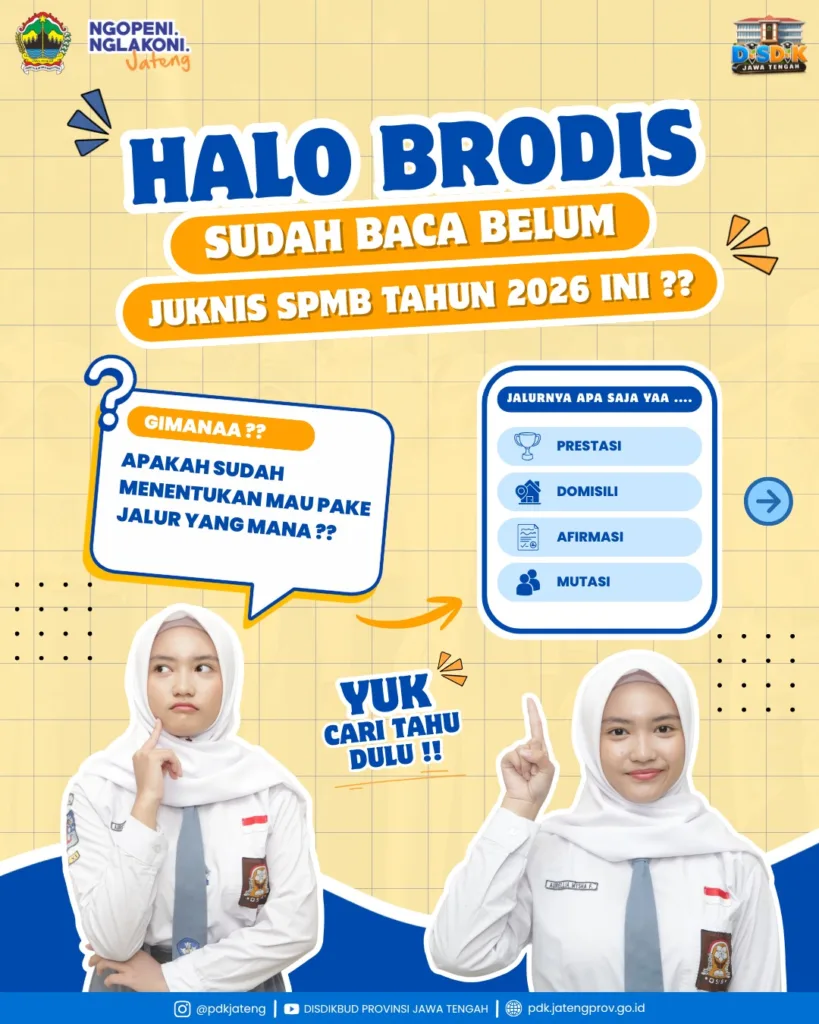 NGOPENI.
NGLAKONI.
Jateng
DISDIK
JAWA TENGAH
HALO BRODIS
SUDAH BACA BELUM
JUKNIS SPMB TAHUN 2026 INI ??
?
GIMANAA ??
APAKAH SUDAH
MENENTUKAN MAU PAKE
JALUR YANG MANA ??
JALURNYA APA SAJA YAA ....
PRESTASI
DOMISILI
AFIRMASI
MUTASI
YUK
CARI TAHU
DULU !!
@pdkjateng
DISDIKBUD PROVINSI JAWA TENGAH
pdk.jatengprov.go.id